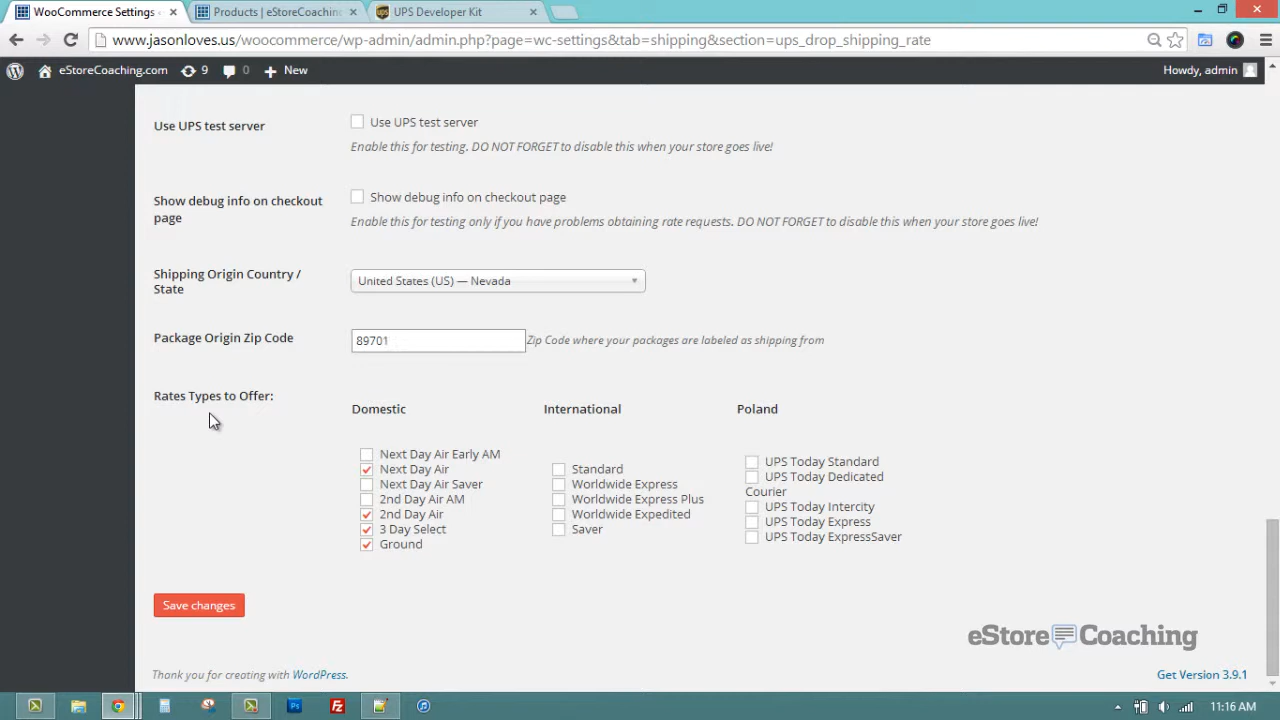 WooCommerce Settings -
Products | eStoreCoachin
UPS Developer Kit
www.jasonloves.us/woocommerce/wp-admin/admin.php?page=wc-settings&tab=shipping&section=ups_drop_shipping_rate
eStoreCoaching.com 9 0 New Howdy, admin
Use UPS test server Use UPS test server
Enable this for testing. DO NOT FORGET to disable this when your store goes live!
Show debug info on checkout
page
Show debug info on checkout page
Enable this for testing only if you have problems obtaining rate requests. DO NOT FORGET to disable this when your store goes live!
Shipping Origin Country /
State
United States (US) — Nevada
Package Origin Zip Code 89701 Zip Code where your packages are labeled as shipping from
Rates Types to Offer:
Domestic
Next Day Air Early AM
Next Day Air
Next Day Air Saver
2nd Day Air AM
2nd Day Air
3 Day Select
Ground
International
Standard
Worldwide Express
Worldwide Express Plus
Worldwide Expedited
Saver
Poland
UPS Today Standard
UPS Today Dedicated
Courier
UPS Today Intercity
UPS Today Express
UPS Today ExpressSaver
Save changes
eStore Coaching
Thank you for creating with WordPress. Get Version 3.9.1
Ps
Fz
11:16 AM